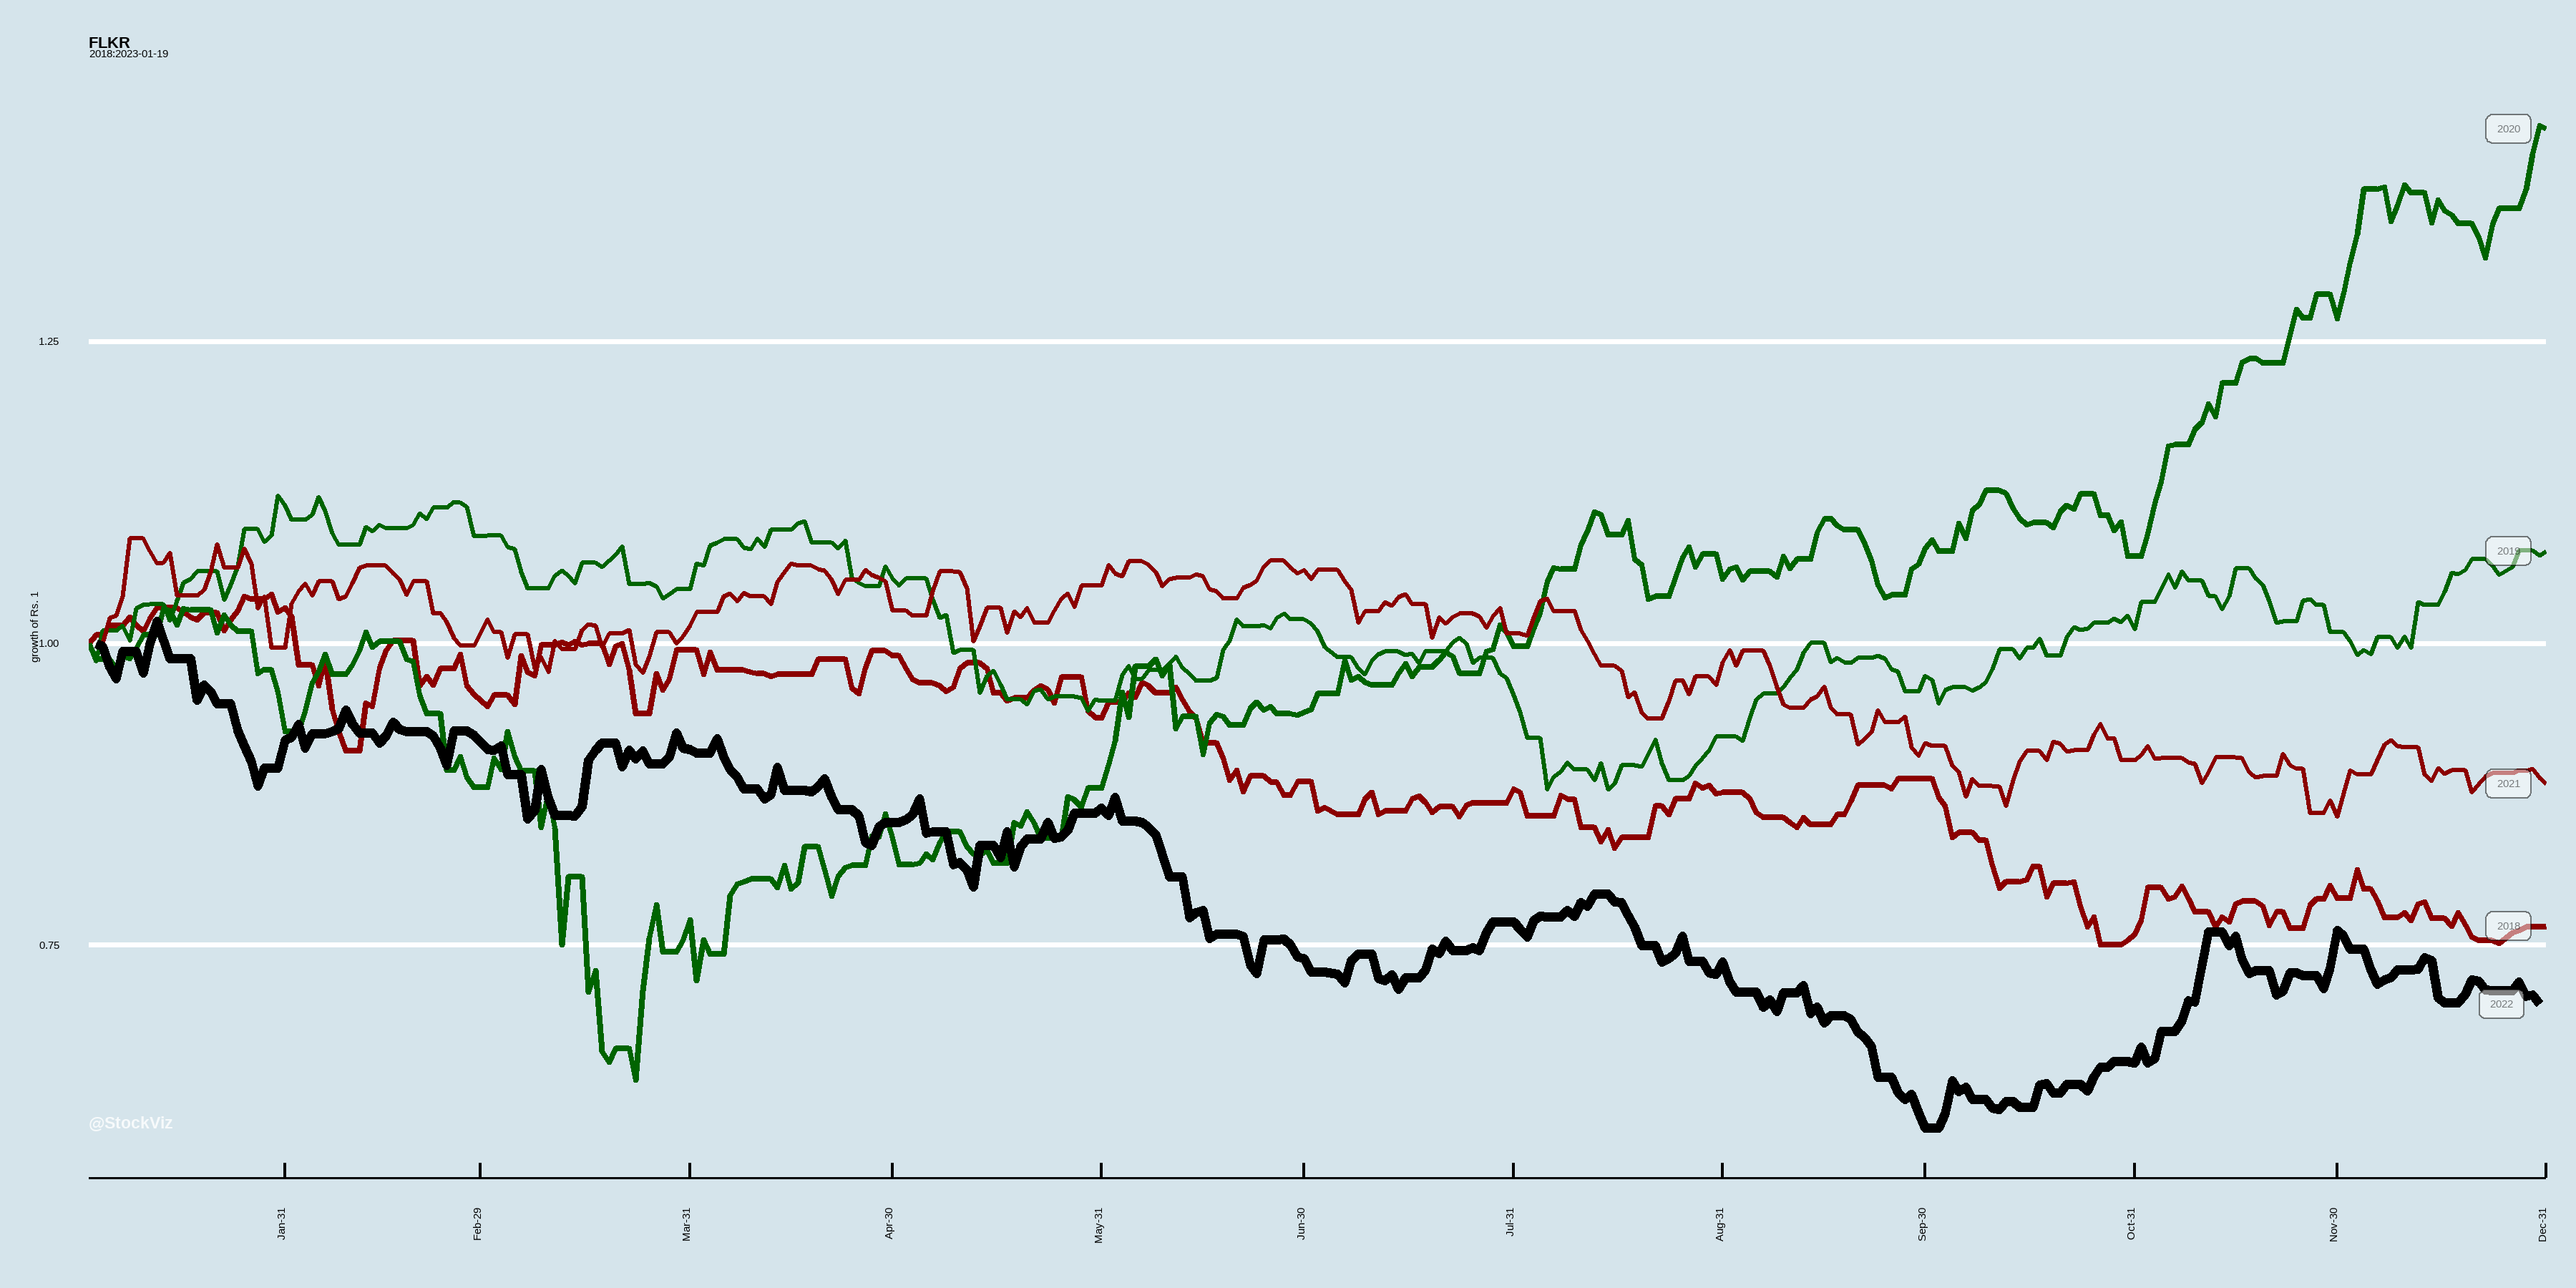 FLKR
2018:2023-01-19
2020
1.25
2019
1.00
growth of Rs. 1
2021
2018
0.75
2022
@StockViz
Jan-31
Feb-29
Mar-31
Apr-30
May-31
Jun-30
Jul-31
Aug-31
Sep-30
Oct-31
Nov-30
Dec-31